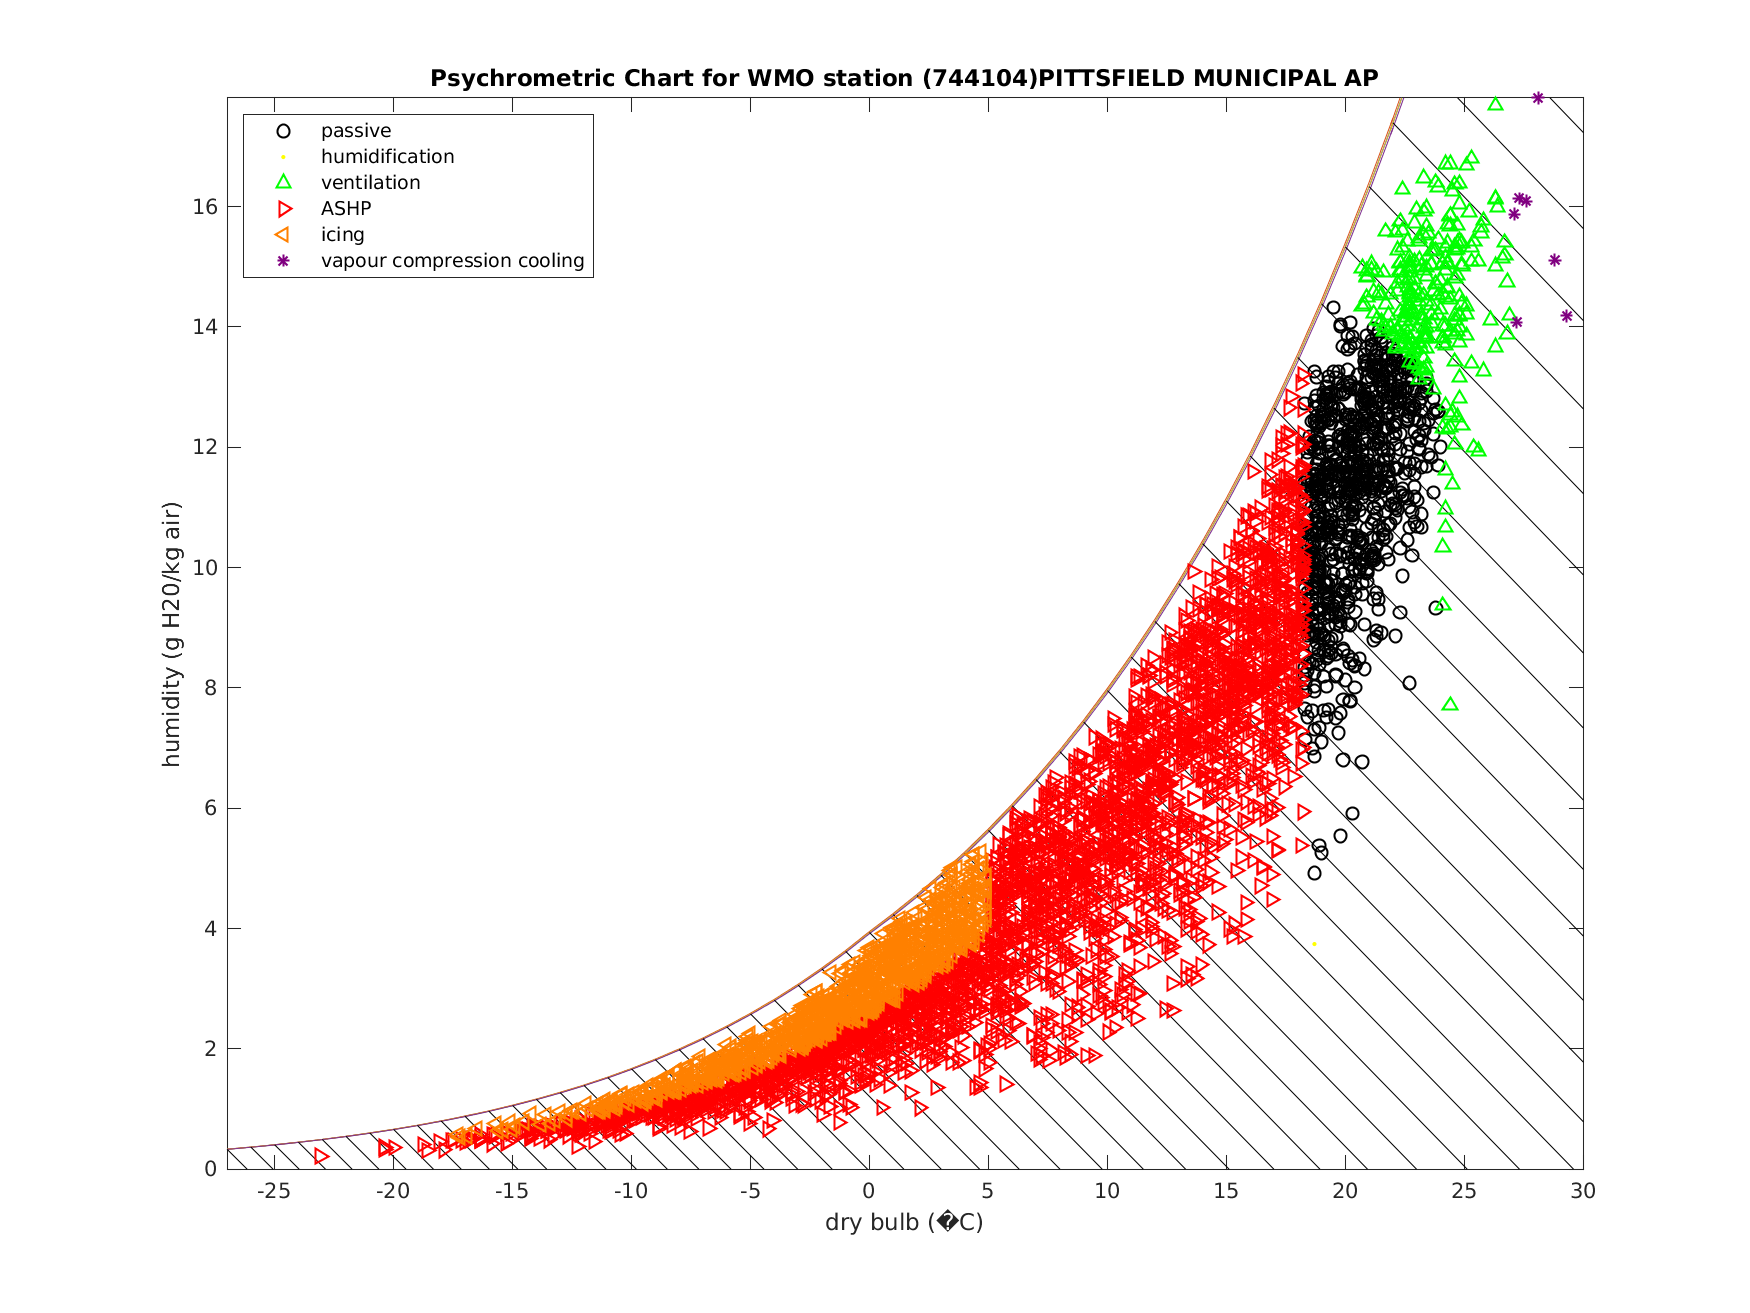 Psychrometric Chart for WMO station (744104)PITTSFIELD MUNICIPAL AP
passive
humidification
ventilation
ASHP
icing
vapour compression cooling
humidity (g H20/kg air)
16
14
12
10
8
6
4
2
0
-25 -20 -15 -10 -5 0 5 10 15 20 25 30
dry bulb (�C)